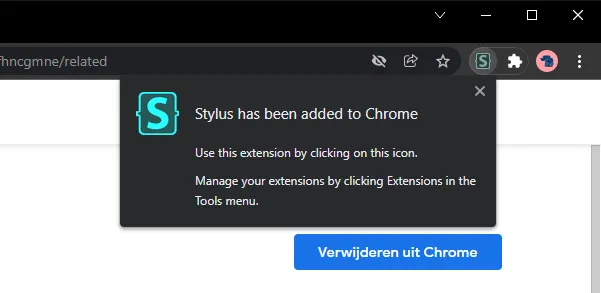 fhncgmne/related
S
S
Stylus has been added to Chrome
Use this extension by clicking on this icon.
Manage your extensions by clicking Extensions in the
Tools menu.
Verwijderen uit Chrome